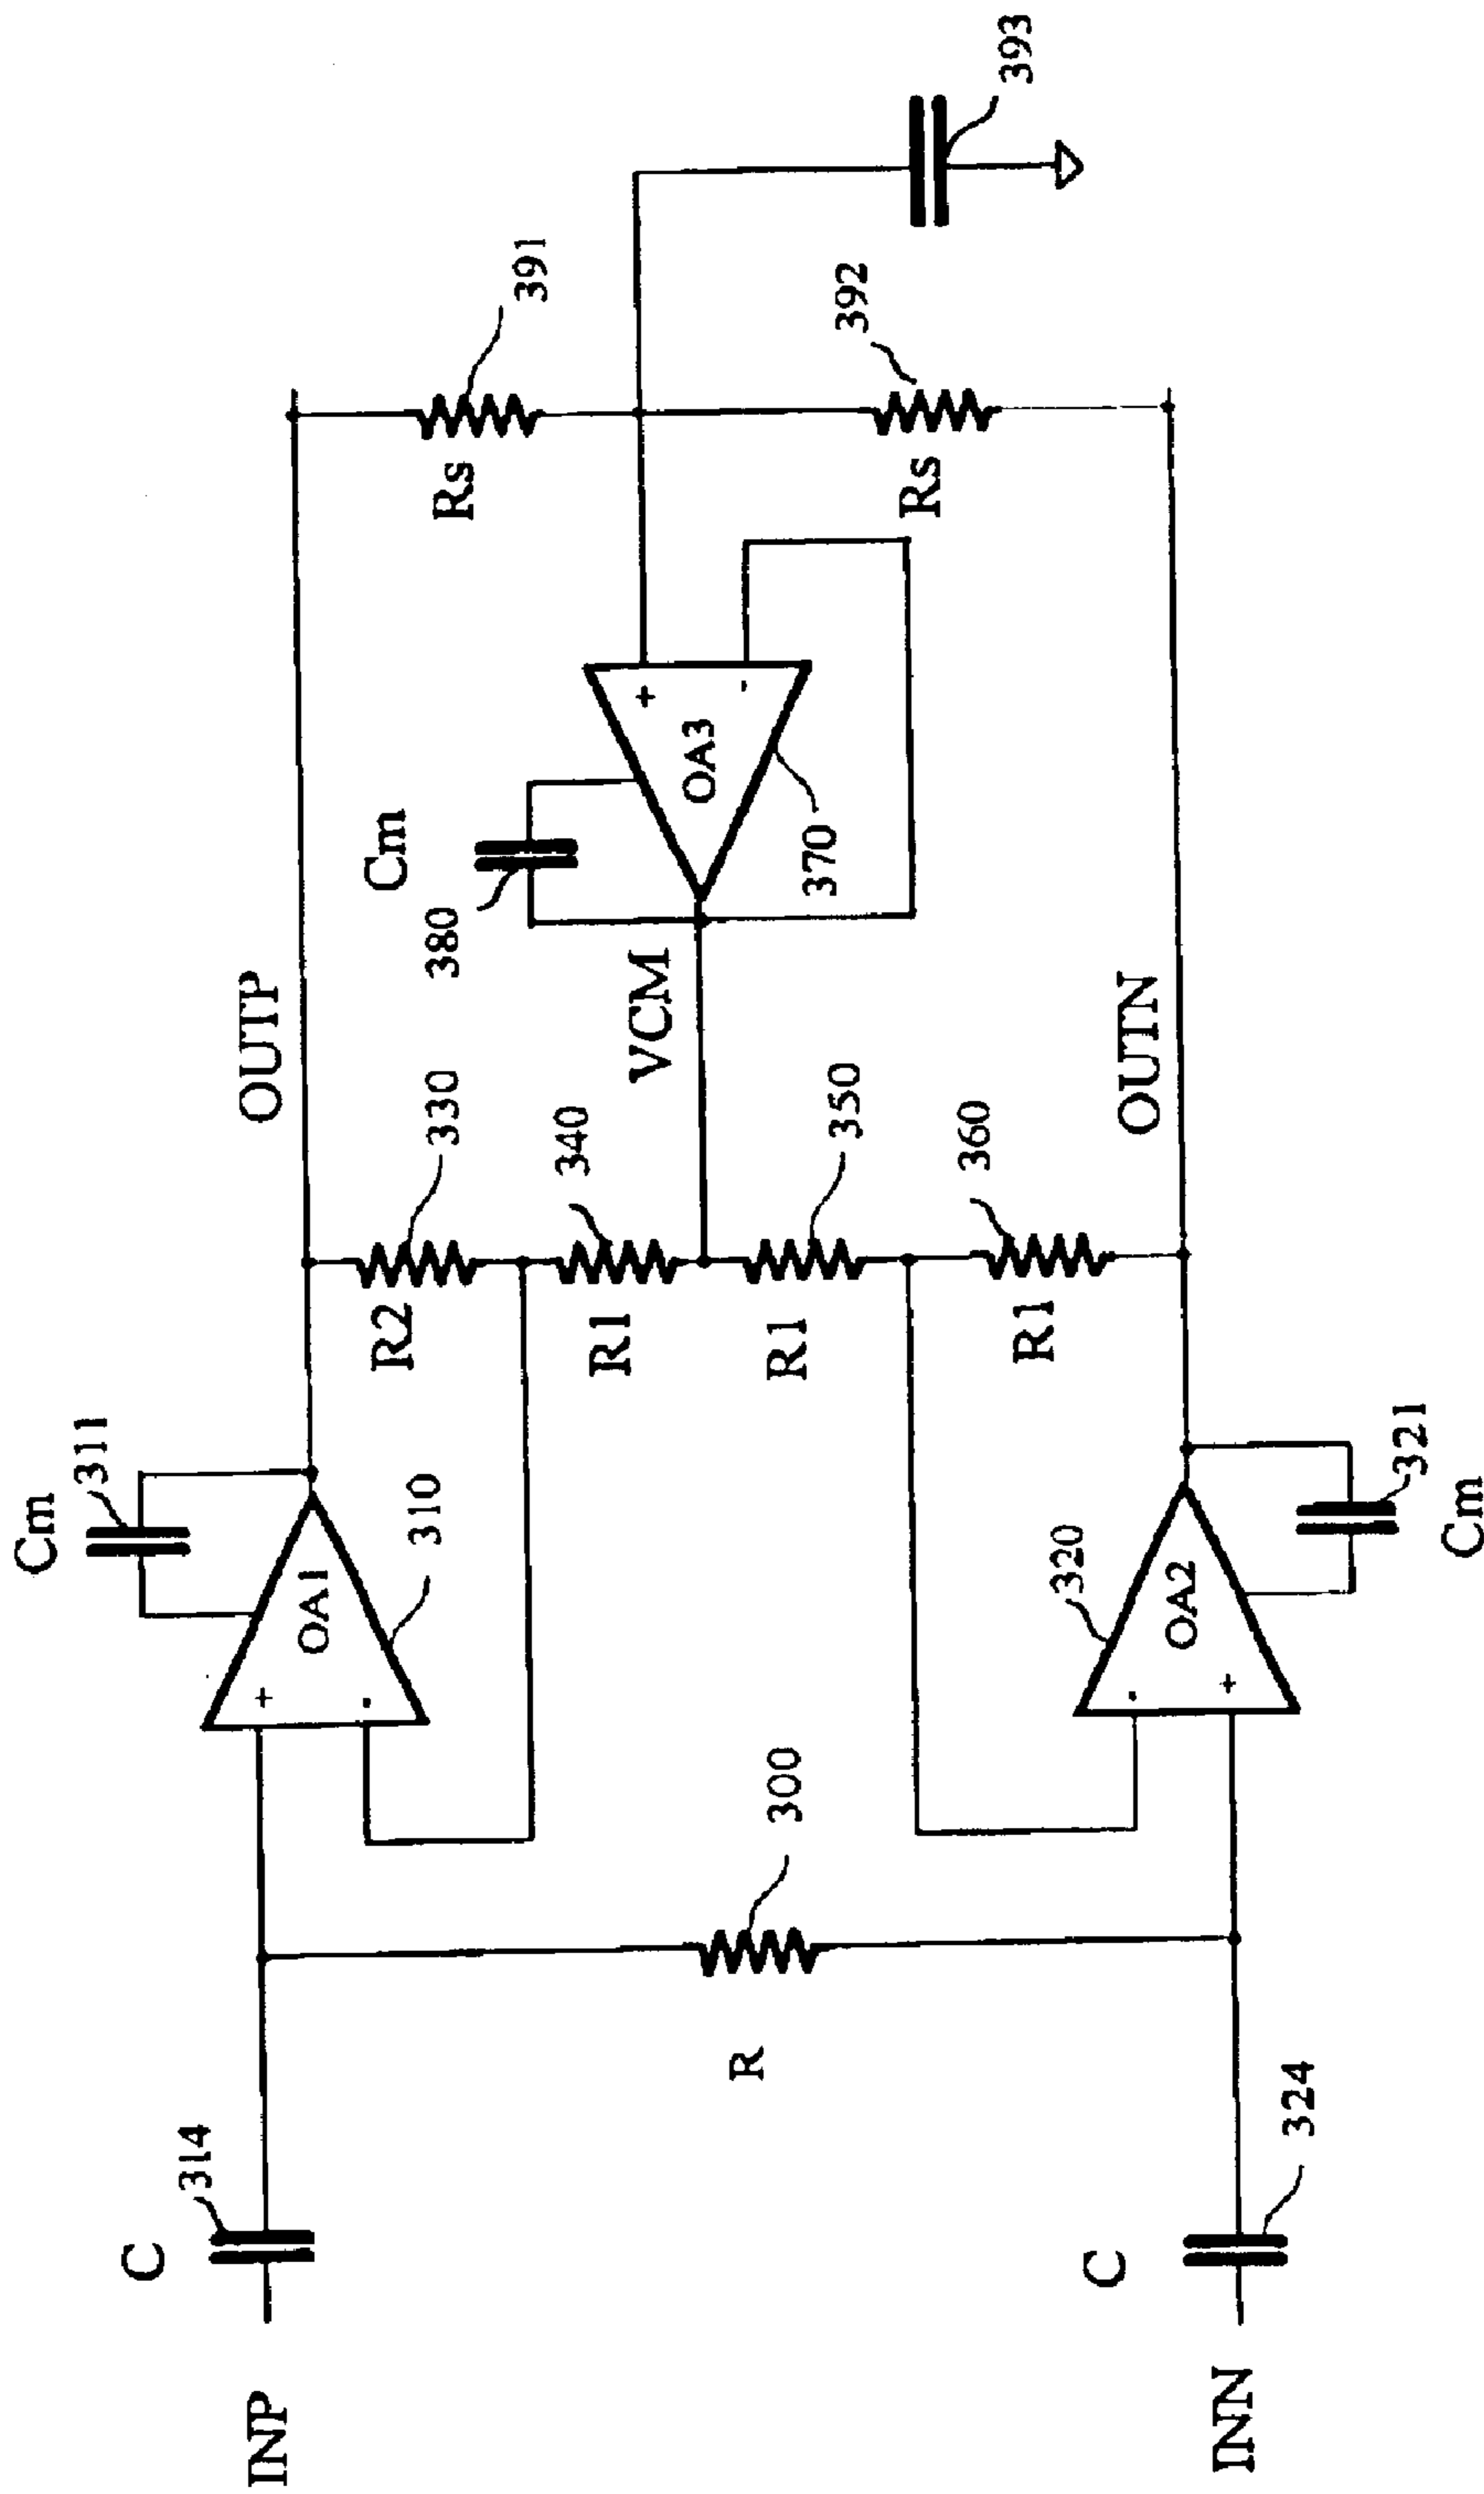 Cm
311
C
314
OUTP
INP
+
OA1
-
310
R2
330
Cm
380
Rs
391
340
R1
VCM
+
OA3
-
370
R
300
R1
350
392
Rs
360
R1
393
320
C
OUTN
-
OA2
+
INN
324
321
Cm